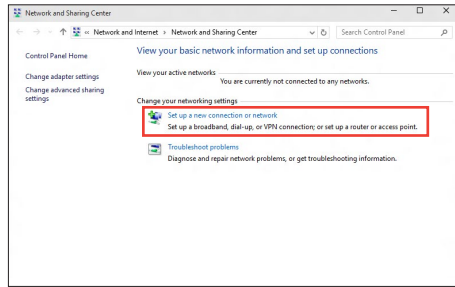 Network and Sharing Center
« Network and Internet › Network and Sharing Center
Search Control Panel
Control Panel Home
Change adapter settings
Change advanced sharing
settings
View your basic network information and set up connections
View your active networks
You are currently not connected to any networks.
Change your networking settings
Set up a new connection or network
Set up a broadband, dial-up, or VPN connection; or set up a router or access point.
Troubleshoot problems
Diagnose and repair network problems, or get troubleshooting information.